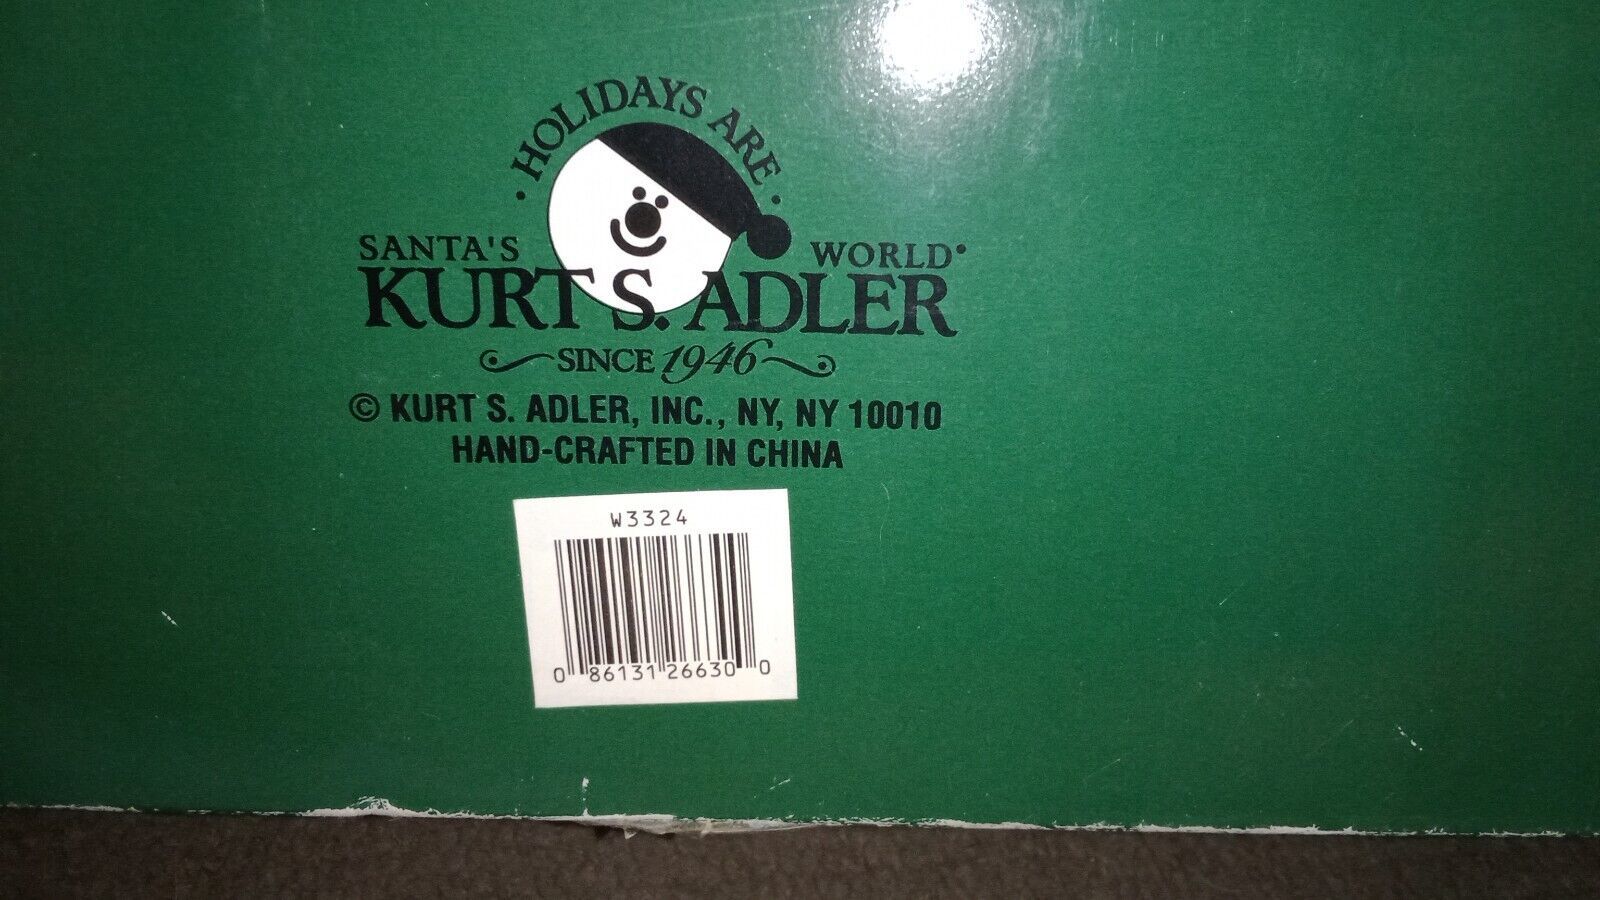 · HOLIDAYS ARE ·
SANTA'S WORLD
KURT S. ADLER
SINCE 1946
© KURT S. ADLER, INC., NY, NY 10010
HAND-CRAFTED IN CHINA
W3324
0 86131 26630 0